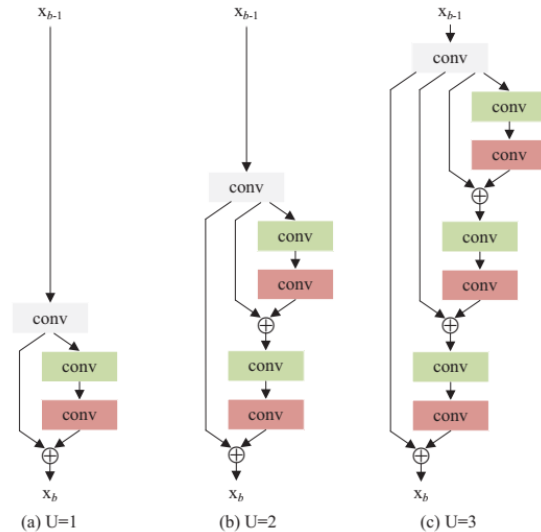 x_{b-1}
conv
conv
conv
x_b
(a) U=1
x_{b-1}
conv
conv
conv
conv
conv
x_b
(b) U=2
x_{b-1}
conv
conv
conv
conv
conv
conv
conv
x_b
(c) U=3